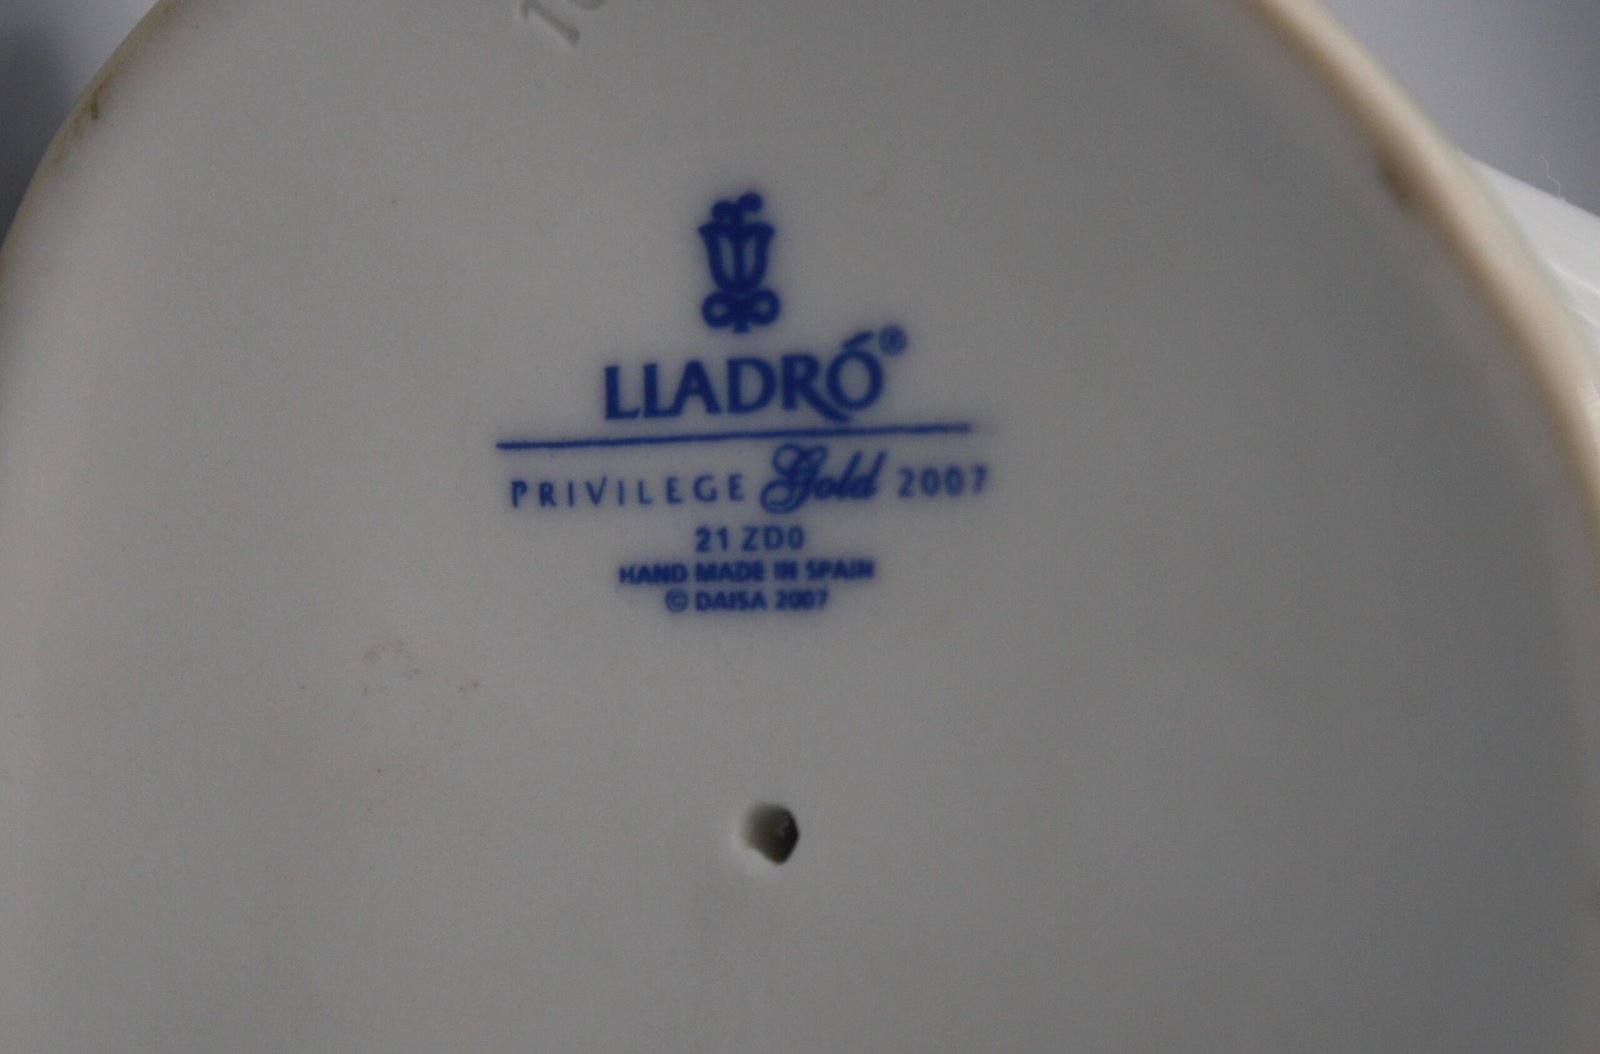 LLADRÓ®
PRIVILEGE Gold 2007
21 ZD0
HAND MADE IN SPAIN
© DAISA 2007